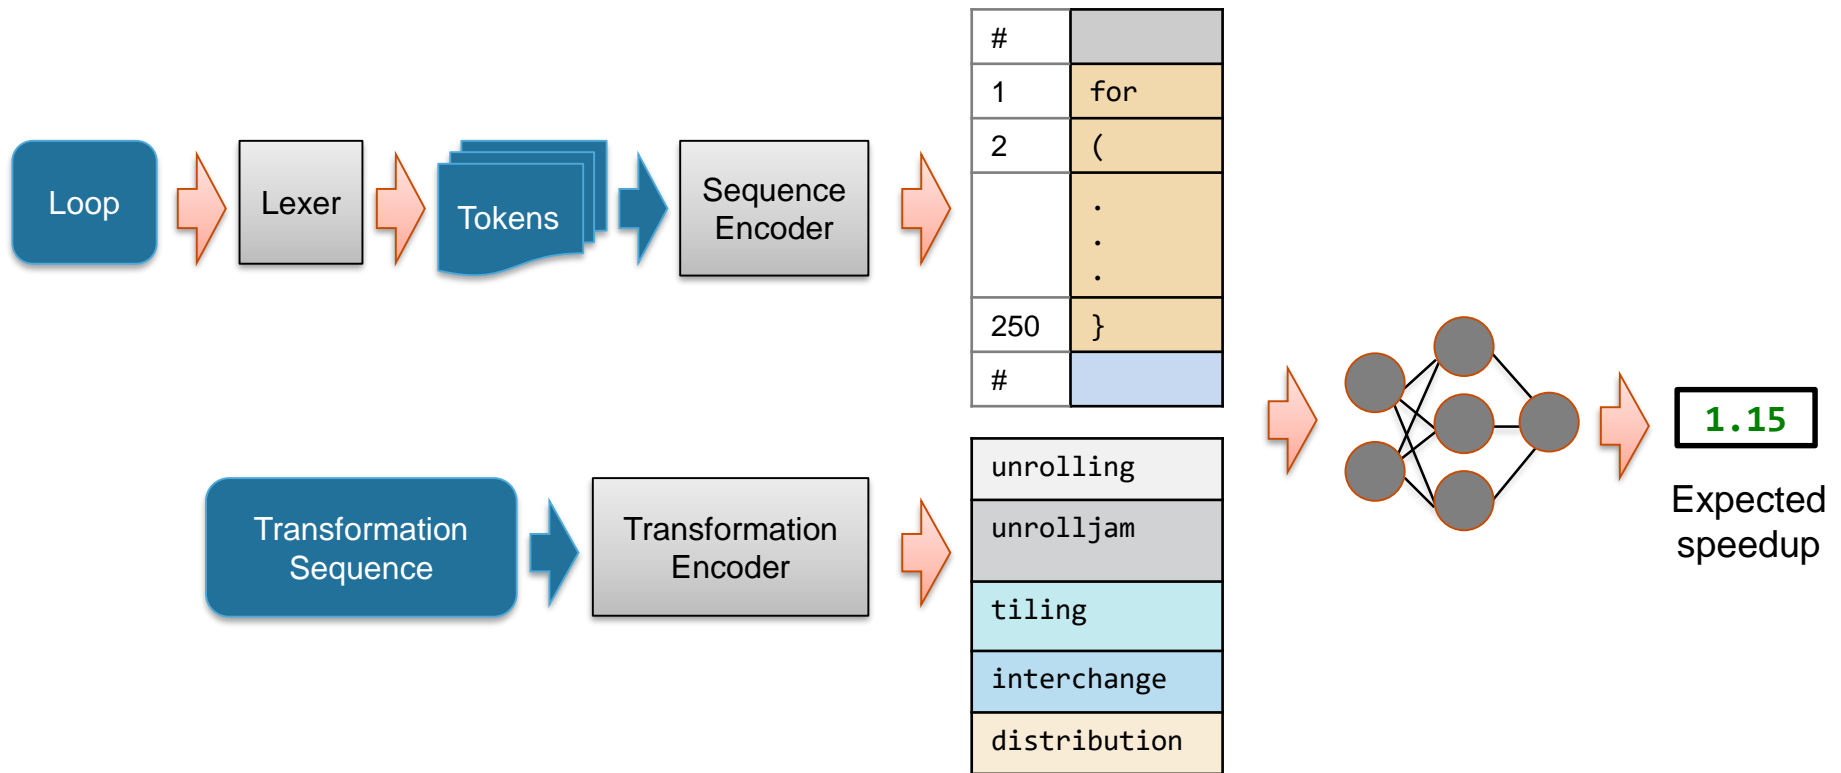 Loop
Lexer
Tokens
Sequence
Encoder
#
1 for
2 (
.
.
.
250 }
#
Transformation
Sequence
Transformation
Encoder
unrolling
unrolljam
tiling
interchange
distribution
1.15
Expected
speedup